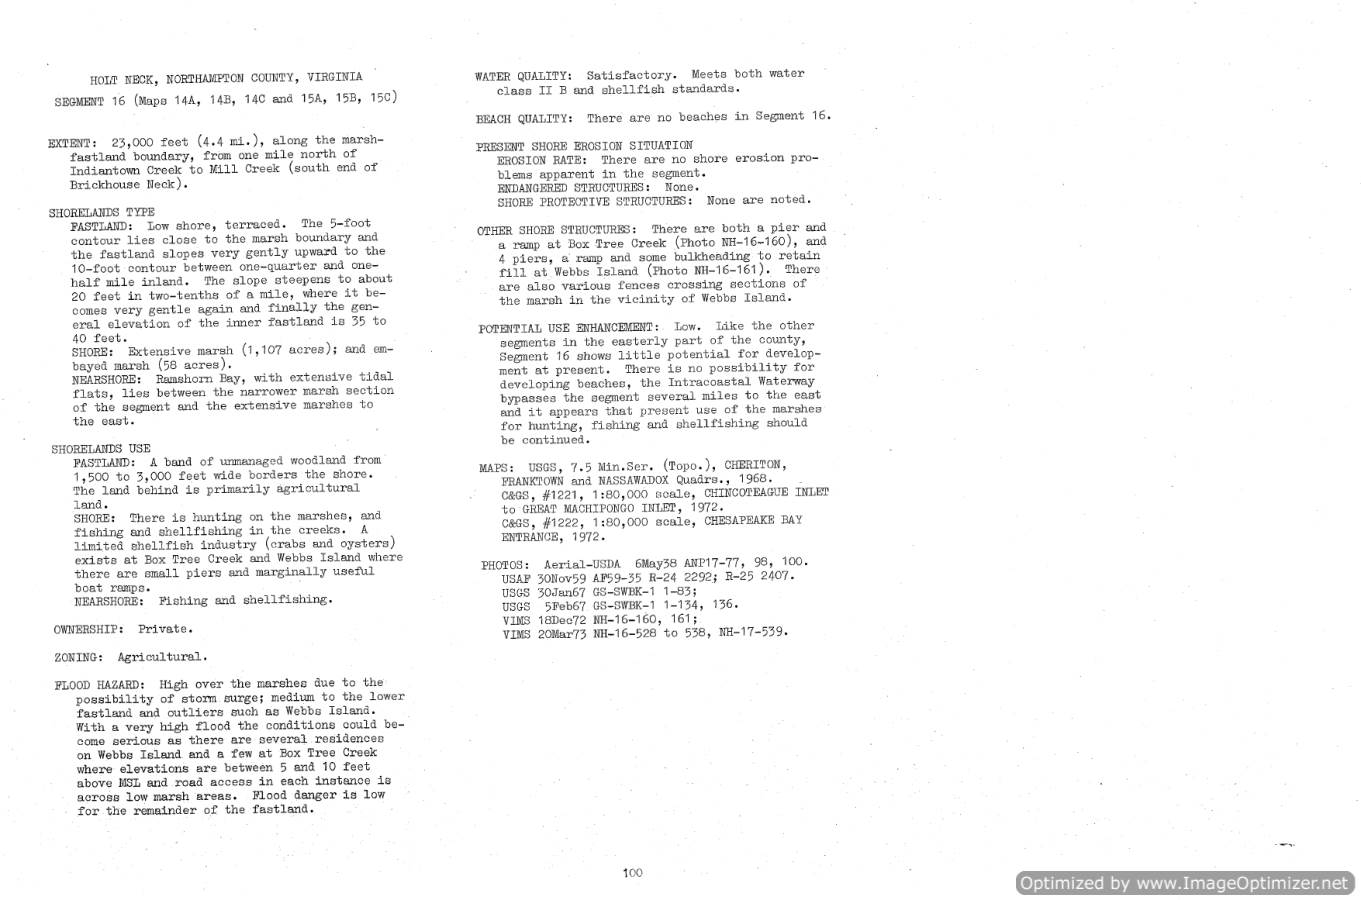 HOLT NECK, NORTHAMPTON COUNTY, VIRGINIA
SEGMENT 16 (Maps 14A, 14B, 14C and 15A, 15B, 15C)
EXTENT: 23,000 feet (4.4 mi.), along the marsh-
fastland boundary, from one mile north of
Indiantown Creek to Mill Creek (south end of
Brickhouse Neck).
SHORELANDS TYPE
FASTLAND: Low shore, terraced. The 5-foot
contour lies close to the marsh boundary and
the fastland slopes very gently upward to the
10-foot contour between one-quarter and one-
half mile inland. The slope steepens to about
20 feet in two-tenths of a mile, where it be-
comes very gentle again and finally the gen-
eral elevation of the inner fastland is 35 to
40 feet.
SHORE: Extensive marsh (1,107 acres); and em-
bayed marsh (58 acres).
NEARSHORE: Ramshorn Bay, with extensive tidal
flats, lies between the narrower marsh section
of the segment and the extensive marshes to
the east.
SHORELANDS USE
FASTLAND: A band of unmanaged woodland from
1,500 to 3,000 feet wide borders the shore.
The land behind is primarily agricultural
land.
SHORE: There is hunting on the marshes, and
fishing and shellfishing in the creeks. A
limited shellfish industry (crabs and oysters)
exists at Box Tree Creek and Webbs Island where
there are small piers and marginally useful
boat ramps.
NEARSHORE: Fishing and shellfishing.
OWNERSHIP: Private.
ZONING: Agricultural.
FLOOD HAZARD: High over the marshes due to the
possibility of storm surge; medium to the lower
fastland and outliers such as Webbs Island.
With a very high flood the conditions could be-
come serious as there are several residences
on Webbs Island and a few at Box Tree Creek
where elevations are between 5 and 10 feet
above MSL and road access in each instance is
across low marsh areas. Flood danger is low
for the remainder of the fastland.
WATER QUALITY: Satisfactory. Meets both water
class II B and shellfish standards.
BEACH QUALITY: There are no beaches in Segment 16.
PRESENT SHORE EROSION SITUATION
EROSION RATE: There are no shore erosion pro-
blems apparent in the segment.
ENDANGERED STRUCTURES: None.
SHORE PROTECTIVE STRUCTURES: None are noted.
OTHER SHORE STRUCTURES: There are both a pier and
a ramp at Box Tree Creek (Photo NH-16-160), and
4 piers, a ramp and some bulkheading to retain
fill at Webbs Island (Photo NH-16-161). There
are also various fences crossing sections of
the marsh in the vicinity of Webbs Island.
POTENTIAL USE ENHANCEMENT: Low. Like the other
segments in the easterly part of the county,
Segment 16 shows little potential for develop-
ment at present. There is no possibility for
developing beaches, the Intracoastal Waterway
bypasses the segment several miles to the east
and it appears that present use of the marshes
for hunting, fishing and shellfishing should
be continued.
MAPS: USGS, 7.5 Min.Ser. (Topo.), CHERITON,
FRANKTOWN and NASSAWADOX Quadrs., 1968.
C&GS, #1221, 1:80,000 scale, CHINCOTEAGUE INLET
to GREAT MACHIPONGO INLET, 1972.
C&GS, #1222, 1:80,000 scale, CHESAPEAKE BAY
ENTRANCE, 1972.
PHOTOS: Aerial-USDA 6May38 ANP17-77, 98, 100.
USAF 30Nov59 AF59-35 R-24 2292; R-25 2407.
USGS 30Jan67 GS-SWBK-1 1-83;
USGS 5Feb67 GS-SWBK-1 1-134, 136.
VIMS 18Dec72 NH-16-160, 161;
VIMS 20Mar73 NH-16-528 to 538, NH-17-539.
100
Optimized by www.ImageOptimizer.net